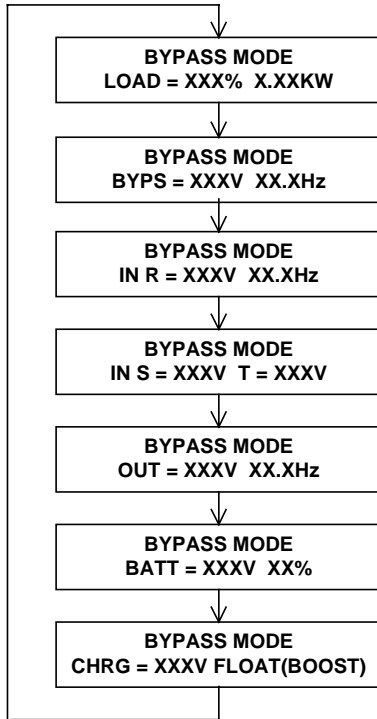 BYPASS MODE
LOAD = XXX% X.XXKW
BYPASS MODE
BYPS = XXXV XX.XHz
BYPASS MODE
IN R = XXXV XX.XHz
BYPASS MODE
IN S = XXXV T = XXXV
BYPASS MODE
OUT = XXXV XX.XHz
BYPASS MODE
BATT = XXXV XX%
BYPASS MODE
CHRG = XXXV FLOAT(BOOST)